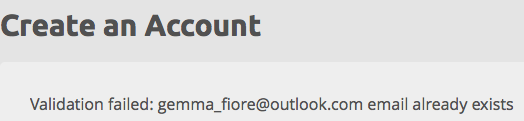 Create an Account
Validation failed: gemma_fiore@outlook.com email already exists